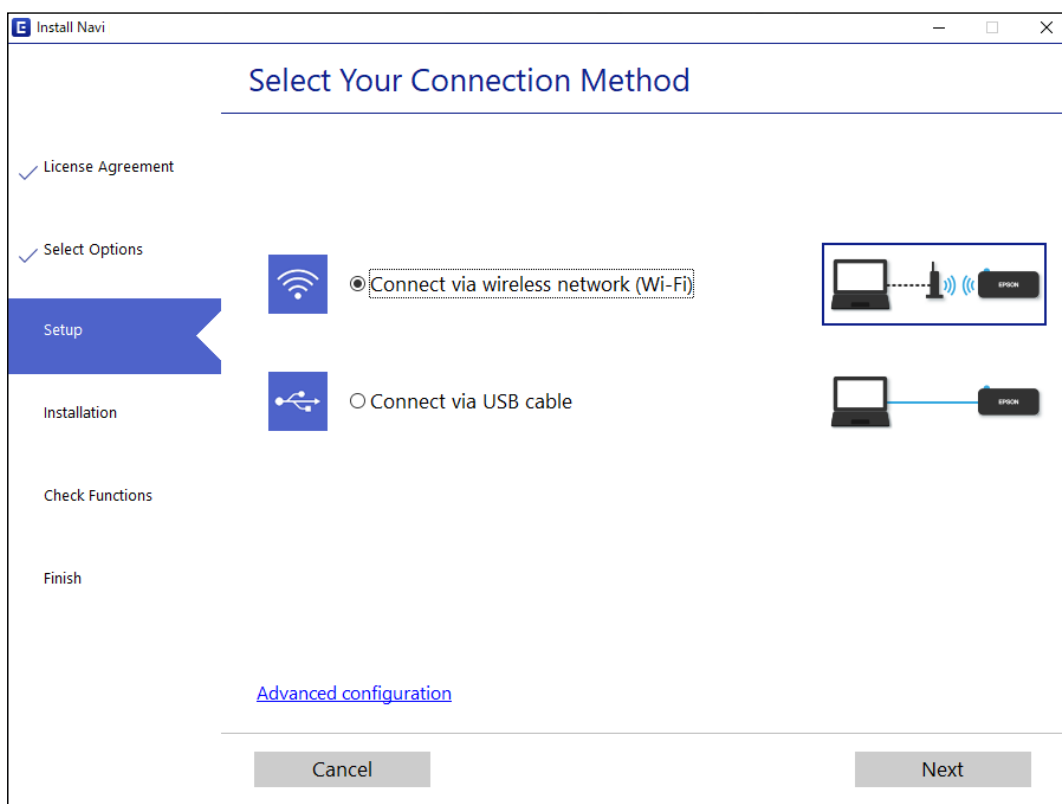 E Install Navi
Select Your Connection Method
License Agreement
Select Options
Setup
Installation
Check Functions
Finish
Connect via wireless network (Wi-Fi)
EPSON
Connect via USB cable
EPSON
Advanced configuration
Cancel
Next